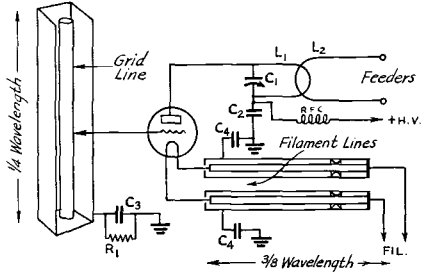 Grid Line
1/4 Wavelength
L1
L2
C1
Feeders
C2
R.F.C.
+H.V.
C4
Filament Lines
C3
R1
C4
FIL.
3/8 Wavelength